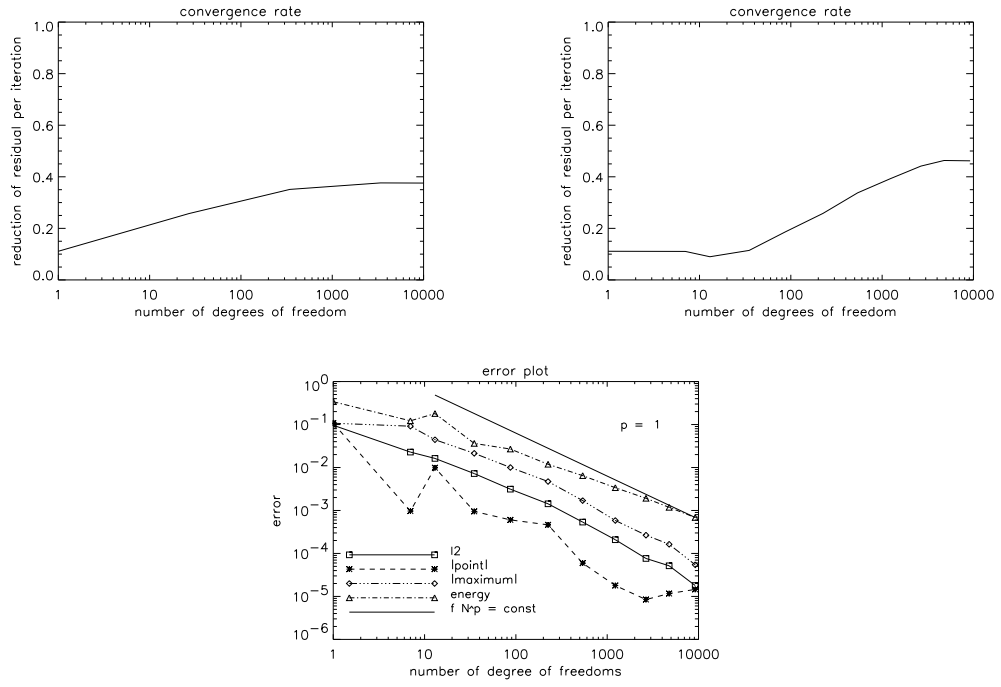 convergence rate
1.0
0.8
0.6
0.4
0.2
0.0
reduction of residual per iteration
1 10 100 1000 10000
number of degrees of freedom
convergence rate
1.0
0.8
0.6
0.4
0.2
0.0
reduction of residual per iteration
1 10 100 1000 10000
number of degrees of freedom
error plot
10^0
10^-1
10^-2
10^-3
10^-4
10^-5
10^-6
error
p = 1
l2
|point|
|maximum|
energy
f N^p = const
1 10 100 1000 10000
number of degree of freedoms